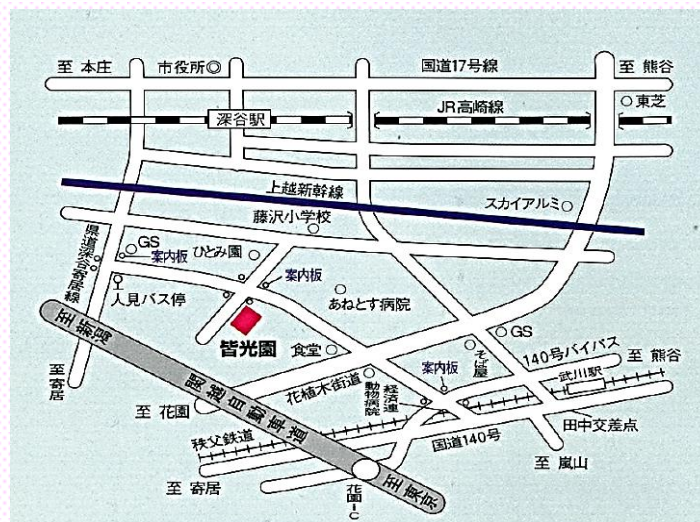 至 本庄
市役所
国道17号線
至 熊谷
東芝
深谷駅
JR高崎線
上越新幹線
スカイアルミ
藤沢小学校
県道深谷寄居線
GS
案内板
ひとみ園
案内板
人見バス停
あねとす病院
至 新潟
皆光園
食堂
GS
そば屋
140号バイパス
至 熊谷
至 寄居
案内板
武川駅
花植木街道
経済連
動物病院
至 花園
関越自動車道
田中交差点
秩父鉄道
国道140号
至 嵐山
至 寄居
至 東京
花園IC